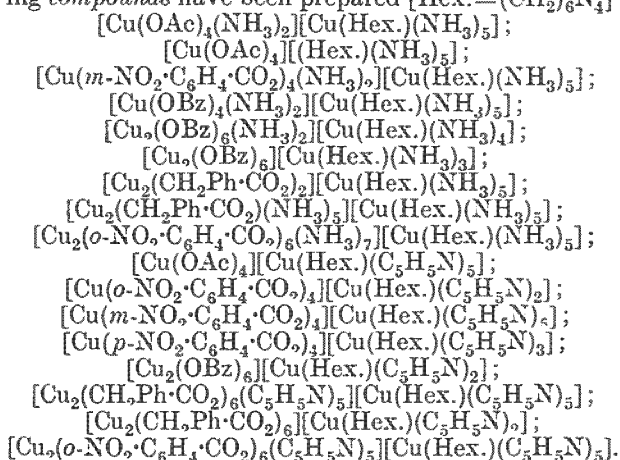 ing compounds have been prepared [Hex.=(CH₂)₆N₄]
[Cu(OAc)₄(NH₃)₂][Cu(Hex.)(NH₃)₅];
[Cu(OAc)₄][(Hex.)(NH₃)₅];
[Cu(m-NO₂·C₆H₄·CO₂)₄(NH₃)₂][Cu(Hex.)(NH₃)₅];
[Cu(OBz)₄(NH₃)₂][Cu(Hex.)(NH₃)₅];
[Cu₂(OBz)₆(NH₃)₂][Cu(Hex.)(NH₃)₄];
[Cu₂(OBz)₆][Cu(Hex.)(NH₃)₃];
[Cu₂(CH₂Ph·CO₂)₂][Cu(Hex.)(NH₃)₅];
[Cu₂(CH₂Ph·CO₂)(NH₃)₅][Cu(Hex.)(NH₃)₅];
[Cu₂(o-NO₂·C₆H₄·CO₂)₆(NH₃)₇][Cu(Hex.)(NH₃)₅];
[Cu(OAc)₄][Cu(Hex.)(C₅H₅N)₅];
[Cu(o-NO₂·C₆H₄·CO₂)₄][Cu(Hex.)(C₅H₅N)₂];
[Cu(m-NO₂·C₆H₄·CO₂)₄][Cu(Hex.)(C₅H₅N)];
[Cu(p-NO₂·C₆H₄·CO₂)₄][Cu(Hex.)(C₅H₅N)₃];
[Cu₂(OBz)₆][Cu(Hex.)(C₅H₅N)₂];
[Cu₂(CH₂Ph·CO₂)₆(C₅H₅N)₅][Cu(Hex.)(C₅H₅N)₅];
[Cu₂(CH₂Ph·CO₂)₆][Cu(Hex.)(C₅H₅N)₂];
[Cu₂(o-NO₂·C₆H₄·CO₂)₆(C₅H₅N)₅][Cu(Hex.)(C₅H₅N)₅].